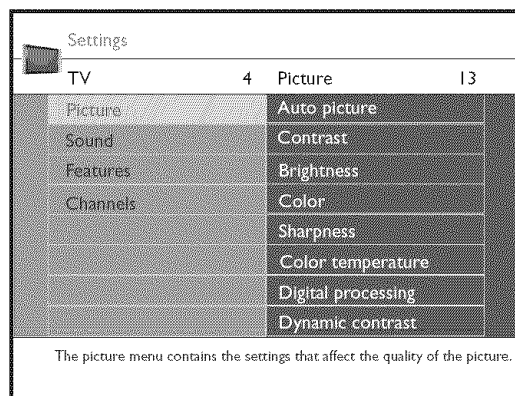 Settings
TV 4 Picture 13
Picture Auto picture
Sound Contrast
Features Brightness
Channels Color
Sharpness
Color temperature
Digital processing
Dynamic contrast
The picture menu contains the settings that affect the quality of the picture.